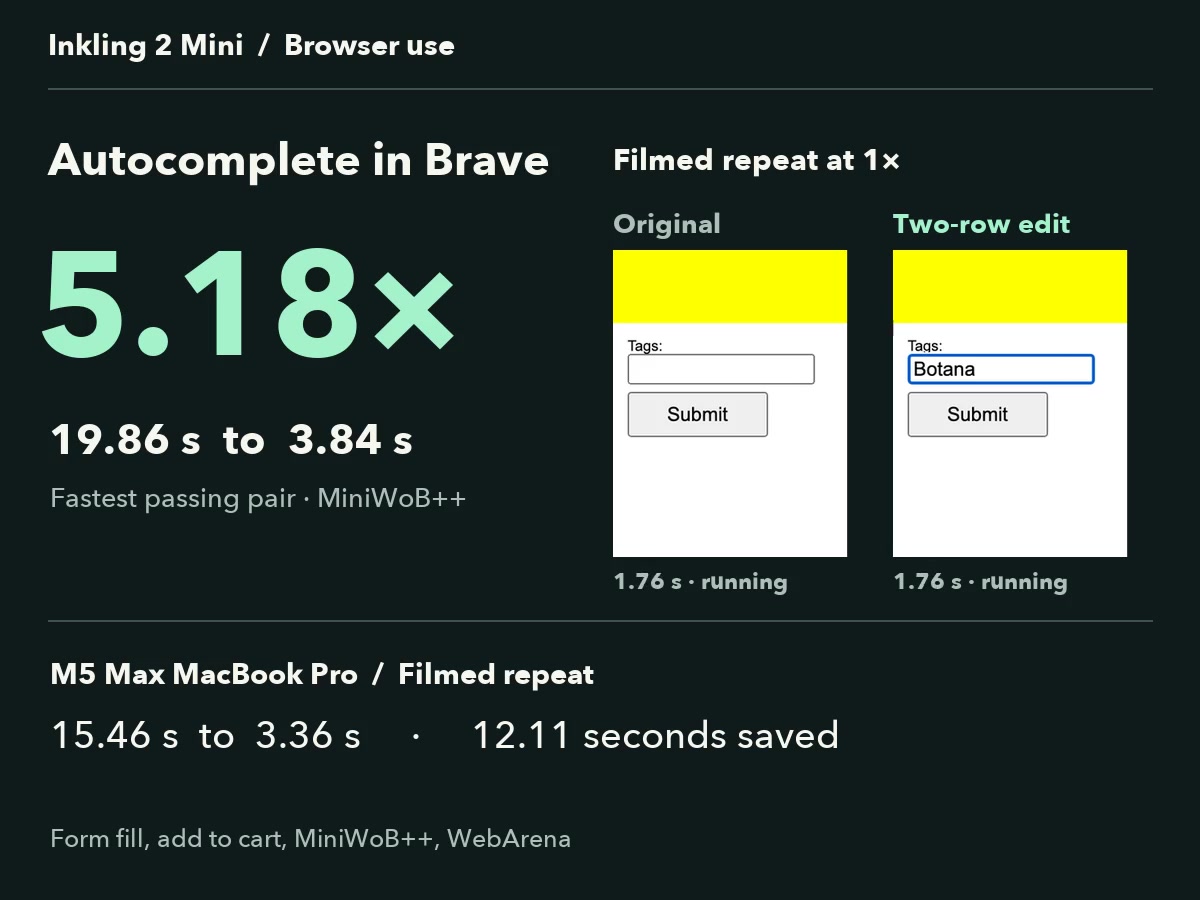 Inkling 2 Mini / Browser use
Autocomplete in Brave
5.18×
19.86 s to 3.84 s
Fastest passing pair · MiniWoB++
Filmed repeat at 1×
Original
Tags:
Submit
1.76 s · running
Two-row edit
Tags:
Botana
Submit
1.76 s · running
M5 Max MacBook Pro / Filmed repeat
15.46 s to 3.36 s · 12.11 seconds saved
Form fill, add to cart, MiniWoB++, WebArena